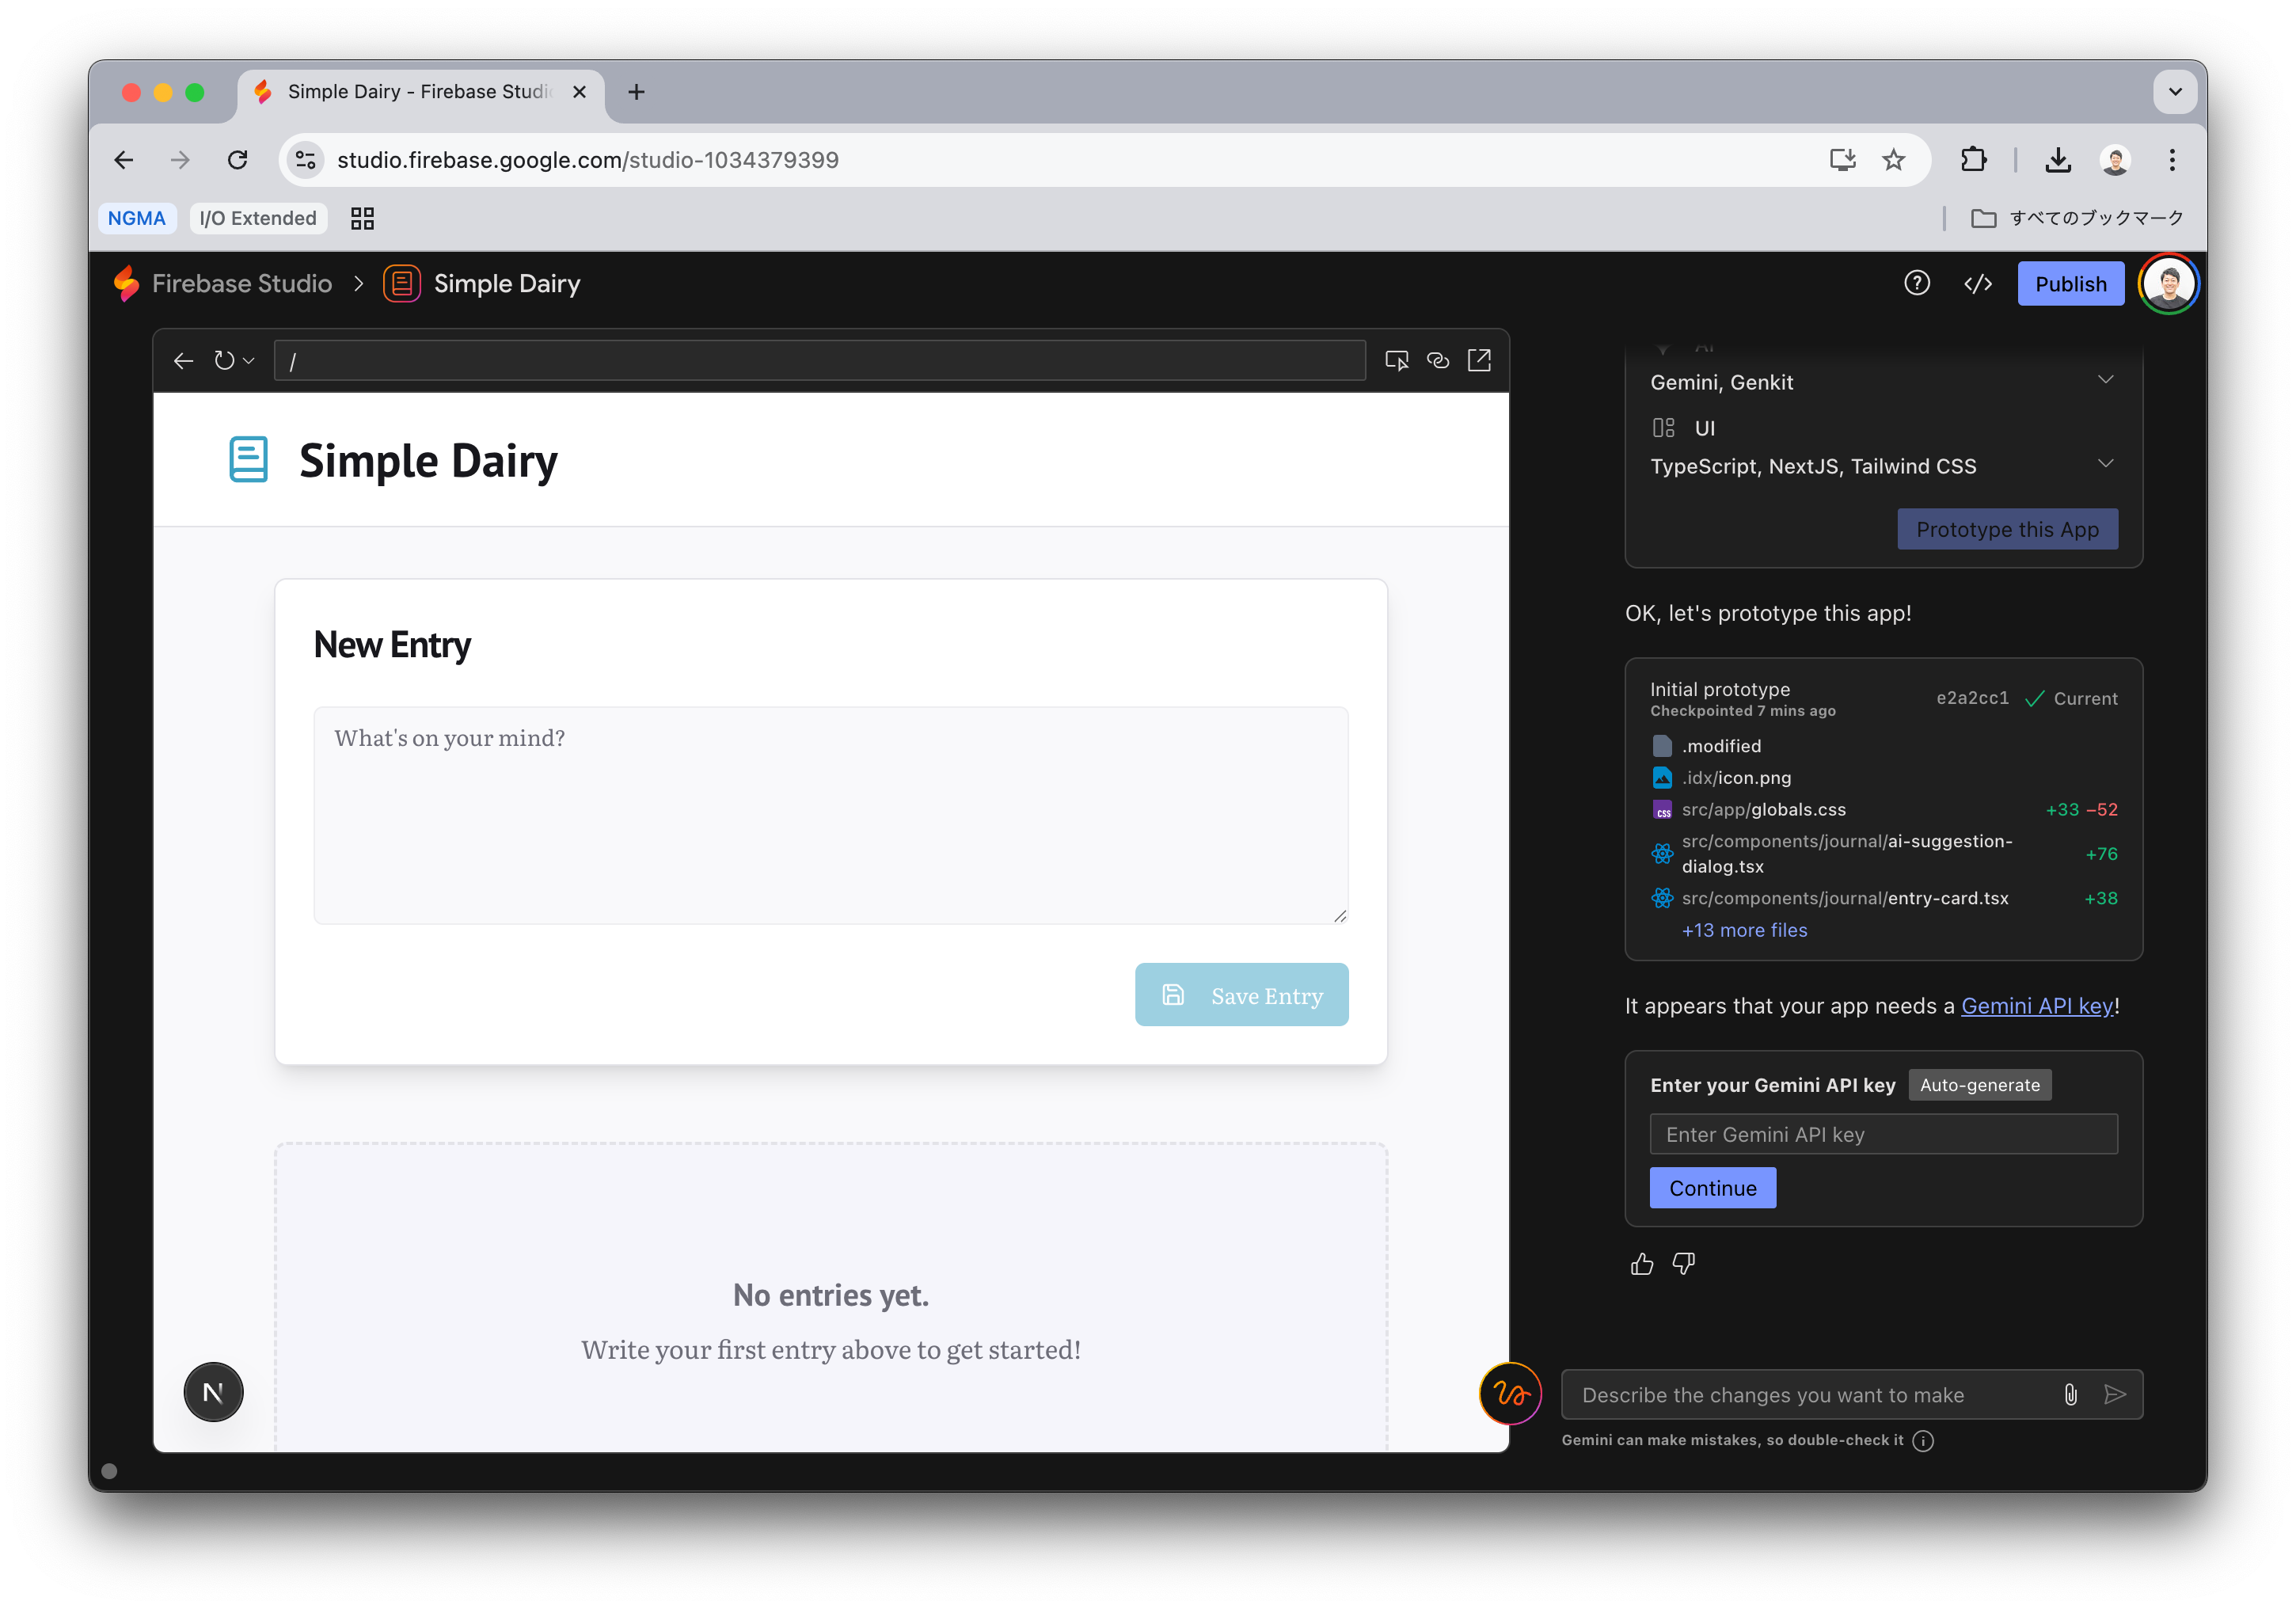 Simple Dairy - Firebase Studi
studio.firebase.google.com/studio-1034379399
NGMA
I/O Extended
すべてのブックマーク
Firebase Studio
Simple Dairy
Publish
/
Simple Dairy
New Entry
What's on your mind?
Save Entry
No entries yet.
Write your first entry above to get started!
N
AI
Gemini, Genkit
UI
TypeScript, NextJS, Tailwind CSS
Prototype this App
OK, let's prototype this app!
Initial prototype
Checkpointed 7 mins ago
e2a2cc1 Current
.modified
.idx/icon.png
css src/app/globals.css +33 −52
src/components/journal/ai-suggestion-
dialog.tsx +76
src/components/journal/entry-card.tsx +38
+13 more files
It appears that your app needs a Gemini API key!
Enter your Gemini API key Auto-generate
Enter Gemini API key
Continue
Describe the changes you want to make
Gemini can make mistakes, so double-check it